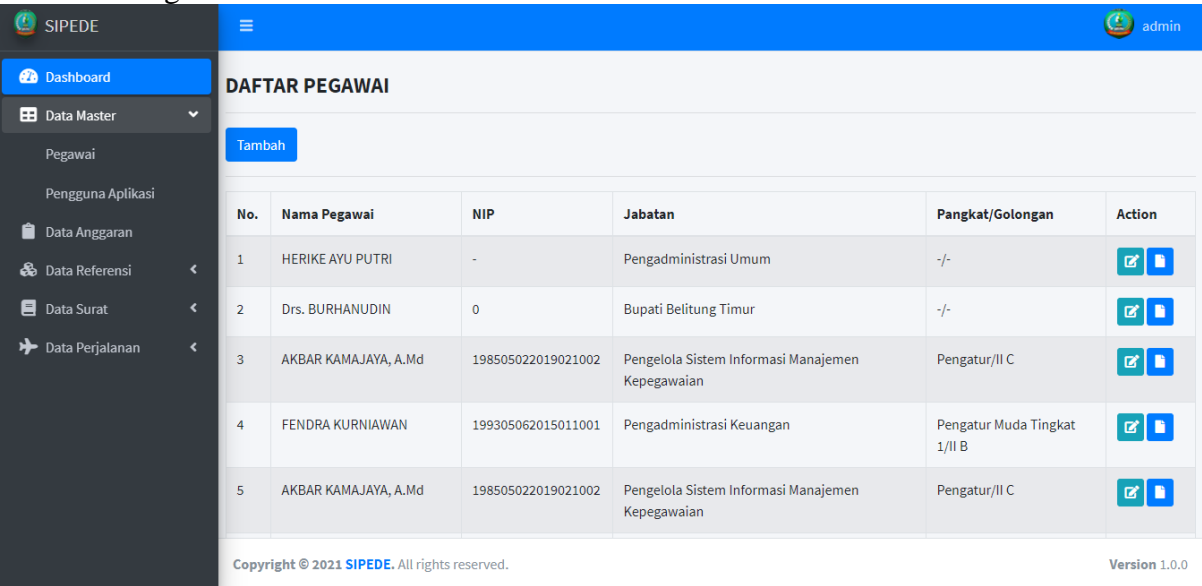 SIPEDE
admin
Dashboard
Data Master
Pegawai
Pengguna Aplikasi
Data Anggaran
Data Referensi
Data Surat
Data Perjalanan
DAFTAR PEGAWAI
Tambah
No. Nama Pegawai NIP Jabatan Pangkat/Golongan Action
1 HERIKE AYU PUTRI - Pengadministrasi Umum -/-
2 Drs. BURHANUDIN 0 Bupati Belitung Timur -/-
3 AKBAR KAMAJAYA, A.Md 198505022019021002 Pengelola Sistem Informasi Manajemen Pengatur/II C
Kepegawaian
4 FENDRA KURNIAWAN 199305062015011001 Pengadministrasi Keuangan Pengatur Muda Tingkat
1/II B
5 AKBAR KAMAJAYA, A.Md 198505022019021002 Pengelola Sistem Informasi Manajemen Pengatur/II C
Kepegawaian
Copyright © 2021 SIPEDE. All rights reserved. Version 1.0.0